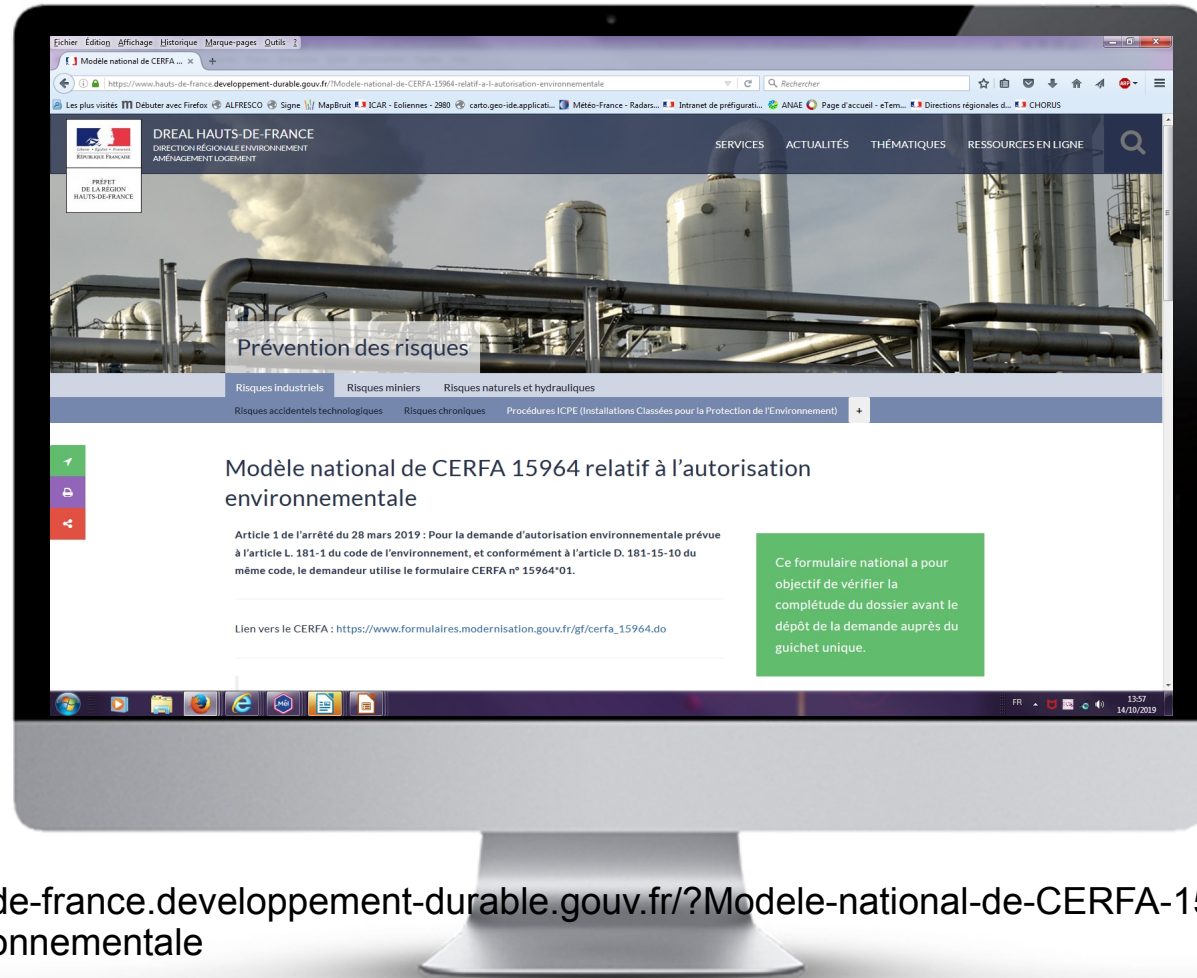 Fichier Édition Affichage Historique Marque-pages Outils ?
Modèle national de CERFA ... × +
https://www.hauts-de-france.developpement-durable.gouv.fr/?Modele-national-de-CERFA-15964-relatif-a-l-autorisation-environnementale
Rechercher
Les plus visités Débuter avec Firefox ALFRESCO Signe MapBruit ICAR - Eoliennes - 2980 carto.geo-ide.applicati... Météo-France - Radars... Intranet de préfigurati... ANAE Page d'accueil - eTem... Directions régionales d... CHORUS
Liberté • Égalité • Fraternité
RÉPUBLIQUE FRANÇAISE
PRÉFET
DE LA RÉGION
HAUTS-DE-FRANCE
DREAL HAUTS-DE-FRANCE
DIRECTION RÉGIONALE ENVIRONNEMENT
AMÉNAGEMENT LOGEMENT
SERVICES ACTUALITÉS THÉMATIQUES RESSOURCES EN LIGNE
Prévention des risques
Risques industriels Risques miniers Risques naturels et hydrauliques
Risques accidentels technologiques Risques chroniques Procédures ICPE (Installations Classées pour la Protection de l'Environnement) +
Modèle national de CERFA 15964 relatif à l'autorisation
environnementale
Article 1 de l'arrêté du 28 mars 2019 : Pour la demande d'autorisation environnementale prévue
à l'article L. 181-1 du code de l'environnement, et conformément à l'article D. 181-15-10 du
même code, le demandeur utilise le formulaire CERFA n° 15964*01.
Lien vers le CERFA : https://www.formulaires.modernisation.gouv.fr/gf/cerfa_15964.do
Ce formulaire national a pour
objectif de vérifier la
complétude du dossier avant le
dépôt de la demande auprès du
guichet unique.
Mél
FR
13:57
14/10/2019
de-france.developpement-durable.gouv.fr/?Modele-national-de-CERFA-15
onnementale